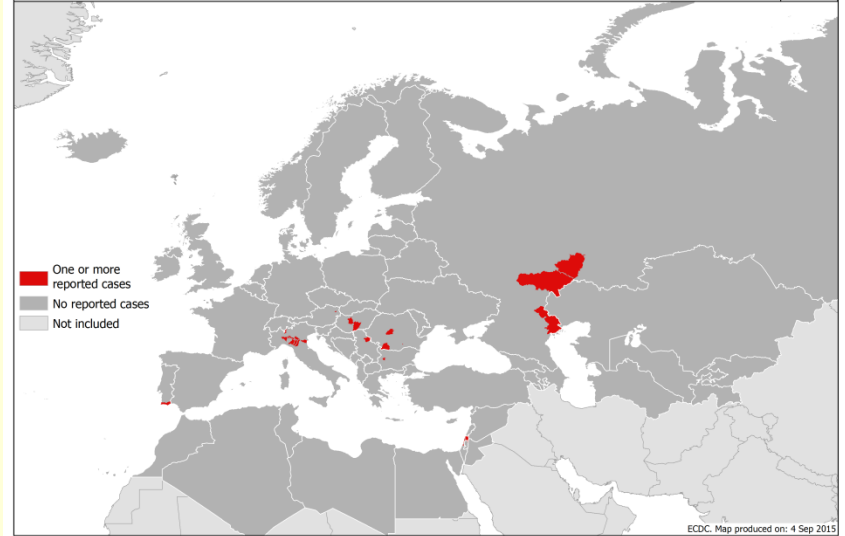 One or more
reported cases
No reported cases
Not included
ECDC. Map produced on: 4 Sep 2015